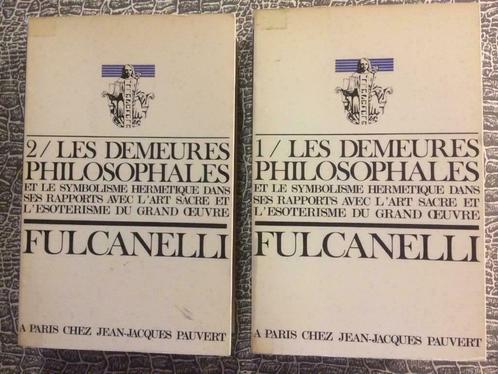 2/ LES DEMEURES
PHILOSOPHALES
ET LE SYMBOLISME HERMETIQUE DANS
SES RAPPORTS AVEC L'ART SACRE ET
L'ESOTERISME DU GRAND ŒUVRE
FULCANELLI
A PARIS CHEZ JEAN-JACQUES PAUVERT
1/ LES DEMEURES
PHILOSOPHALES
ET LE SYMBOLISME HERMETIQUE DANS
SES RAPPORTS AVEC L'ART SACRE ET
L'ESOTERISME DU GRAND ŒUVRE
FULCANELLI
A PARIS CHEZ JEAN-JACQUES PAUVERT